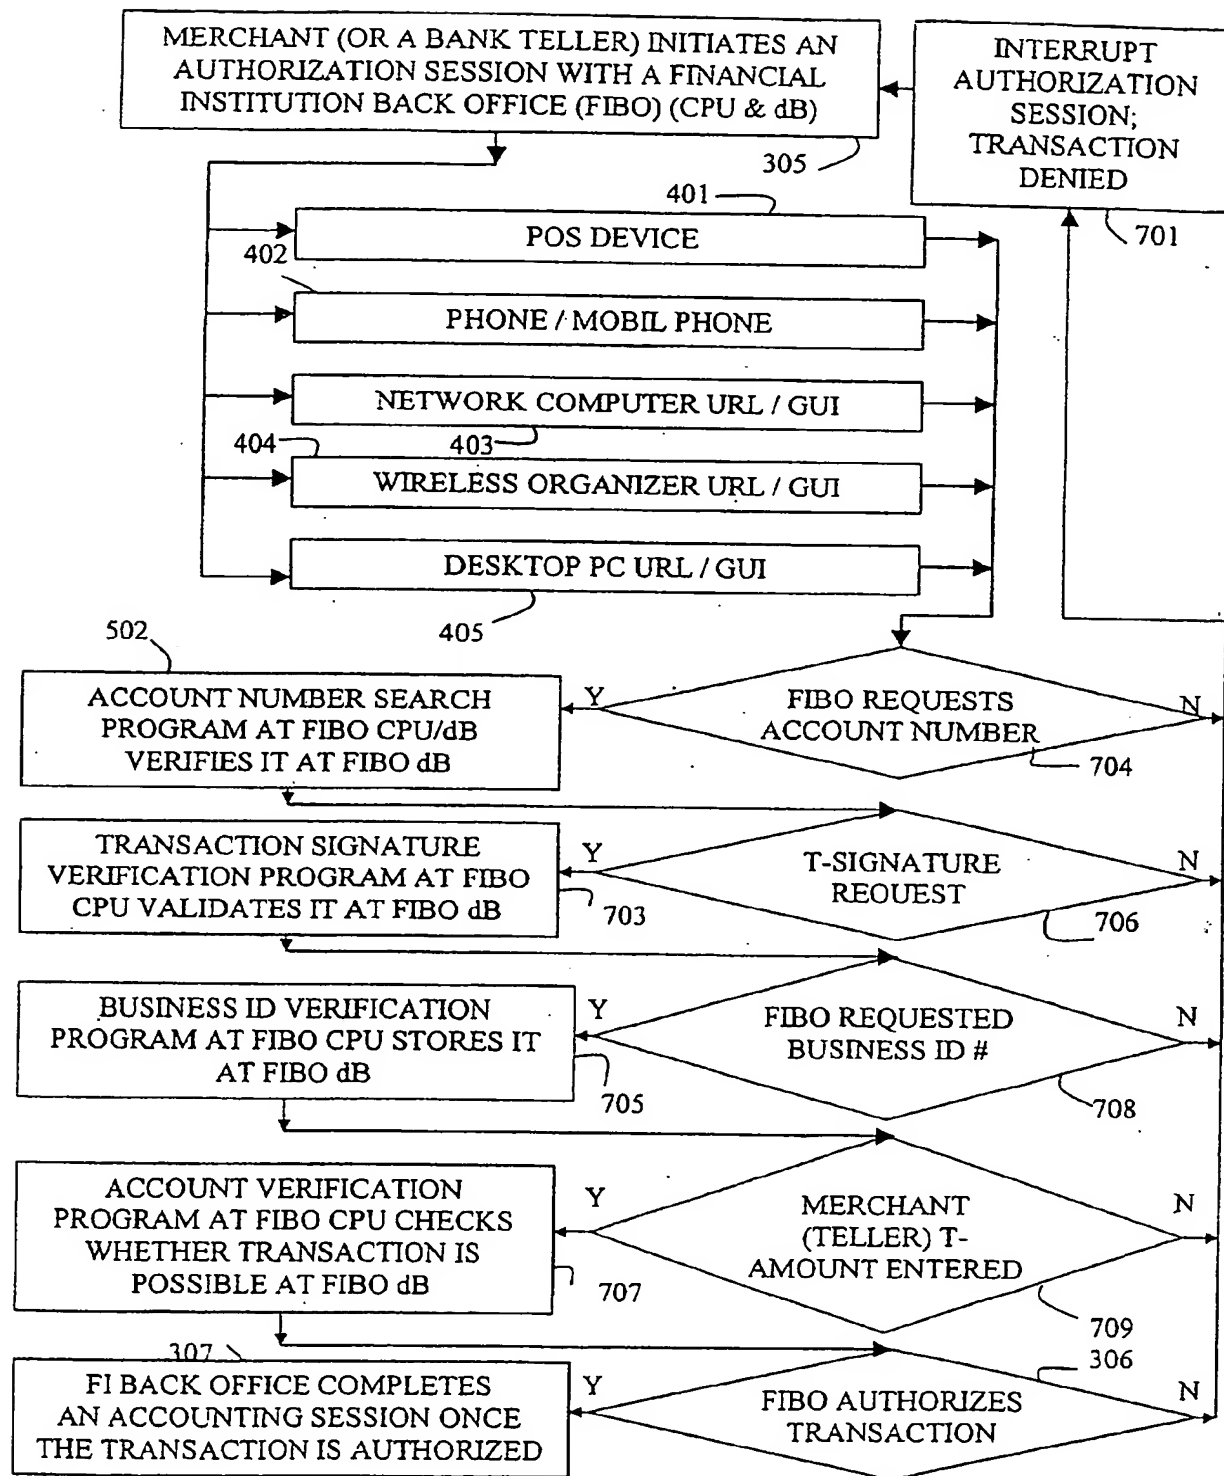 MERCHANT (OR A BANK TELLER) INITIATES AN
AUTHORIZATION SESSION WITH A FINANCIAL
INSTITUTION BACK OFFICE (FIBO) (CPU & dB)
305
INTERRUPT
AUTHORIZATION
SESSION;
TRANSACTION
DENIED
701
401
POS DEVICE
402
PHONE / MOBIL PHONE
NETWORK COMPUTER URL / GUI
403
404
WIRELESS ORGANIZER URL / GUI
DESKTOP PC URL / GUI
405
502
ACCOUNT NUMBER SEARCH
PROGRAM AT FIBO CPU/dB
VERIFIES IT AT FIBO dB
Y
FIBO REQUESTS
ACCOUNT NUMBER
N
704
TRANSACTION SIGNATURE
VERIFICATION PROGRAM AT FIBO
CPU VALIDATES IT AT FIBO dB
703
Y
T-SIGNATURE
REQUEST
N
706
BUSINESS ID VERIFICATION
PROGRAM AT FIBO CPU STORES IT
AT FIBO dB
705
Y
FIBO REQUESTED
BUSINESS ID #
N
708
ACCOUNT VERIFICATION
PROGRAM AT FIBO CPU CHECKS
WHETHER TRANSACTION IS
POSSIBLE AT FIBO dB
707
Y
MERCHANT
(TELLER) T-
AMOUNT ENTERED
N
709
307
FI BACK OFFICE COMPLETES
AN ACCOUNTING SESSION ONCE
THE TRANSACTION IS AUTHORIZED
Y
FIBO AUTHORIZES
TRANSACTION
306
N